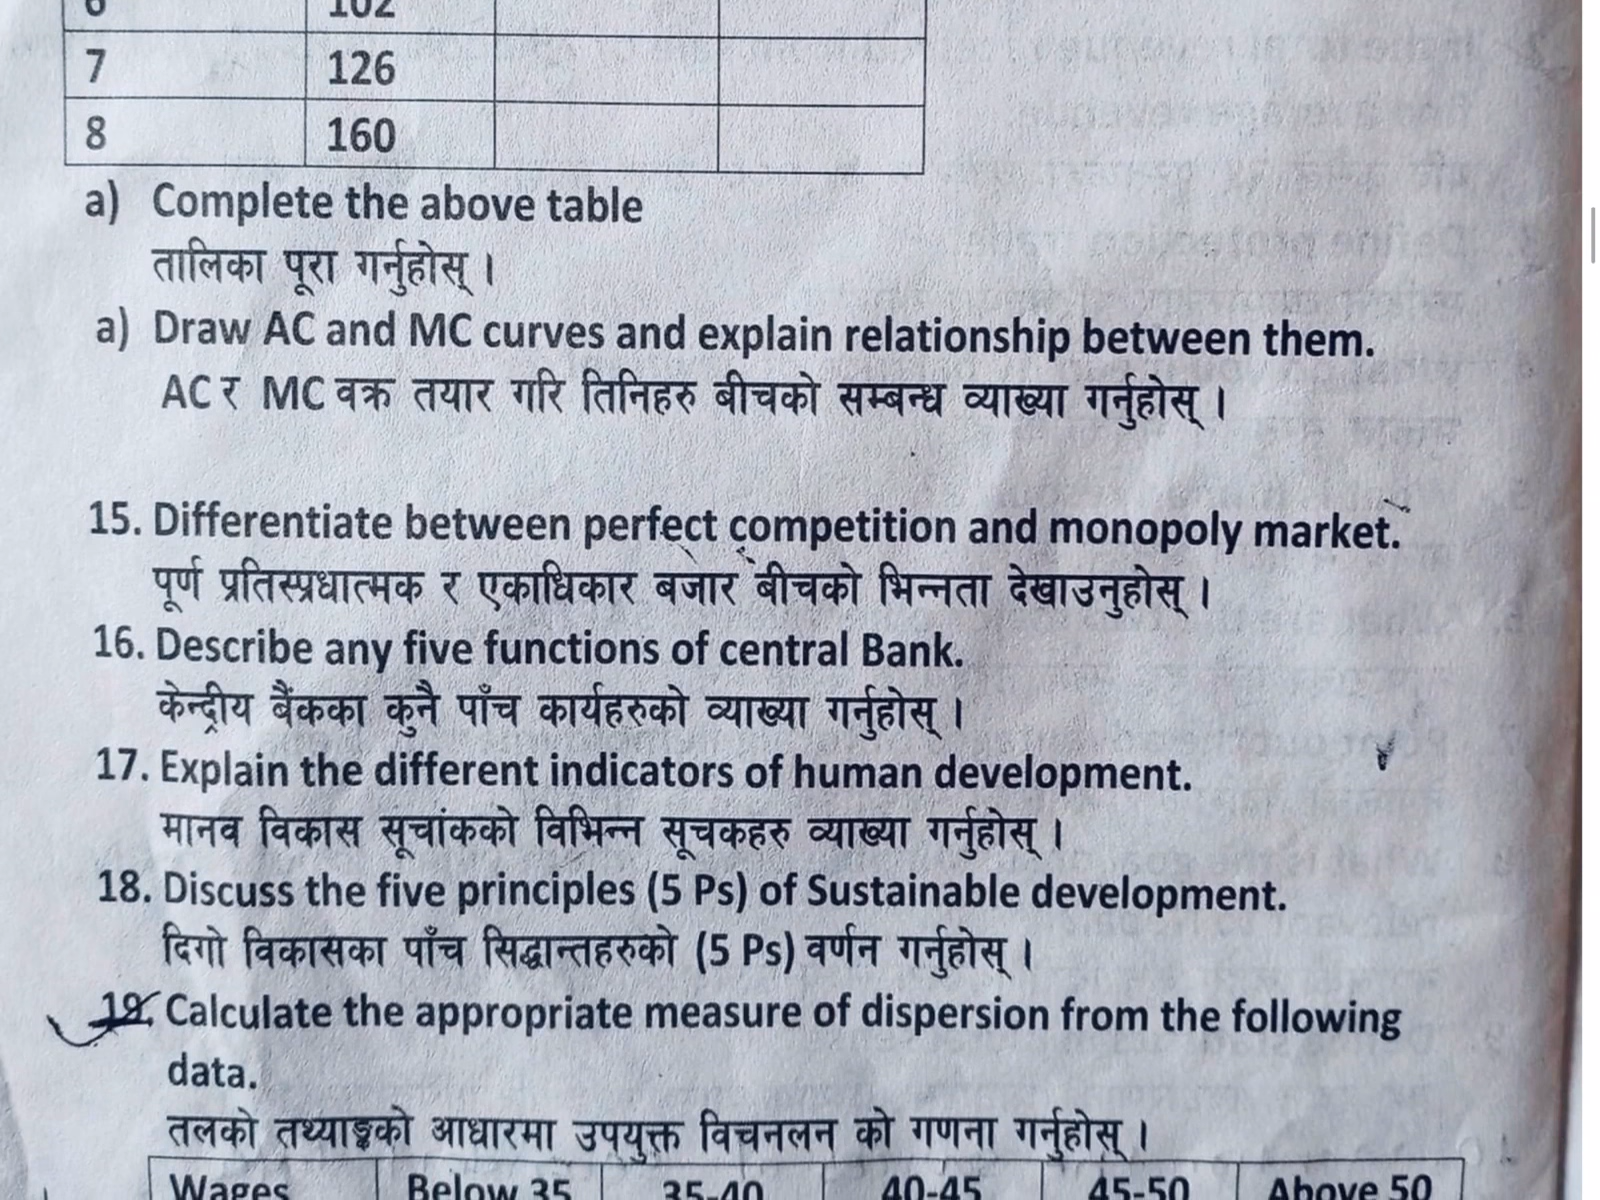 6 102
7 126
8 160
a) Complete the above table
तालिका पूरा गर्नुहोस् ।
a) Draw AC and MC curves and explain relationship between them.
AC र MC वक्र तयार गरि तिनिहरु बीचको सम्बन्ध व्याख्या गर्नुहोस् ।
15. Differentiate between perfect competition and monopoly market.
पूर्ण प्रतिस्प्रधात्मक र एकाधिकार बजार बीचको भिन्नता देखाउनुहोस् ।
16. Describe any five functions of central Bank.
केन्द्रीय बैंकका कुनै पाँच कार्यहरुको व्याख्या गर्नुहोस् ।
17. Explain the different indicators of human development.
मानव विकास सूचांकको विभिन्न सूचकहरु व्याख्या गर्नुहोस् ।
18. Discuss the five principles (5 Ps) of Sustainable development.
दिगो विकासका पाँच सिद्धान्तहरुको (5 Ps) वर्णन गर्नुहोस् ।
19. Calculate the appropriate measure of dispersion from the following
data.
तलको तथ्याङ्कको आधारमा उपयुक्त विचनलन को गणना गर्नुहोस् ।
Wages Below 35 35-40 40-45 45-50 Above 50